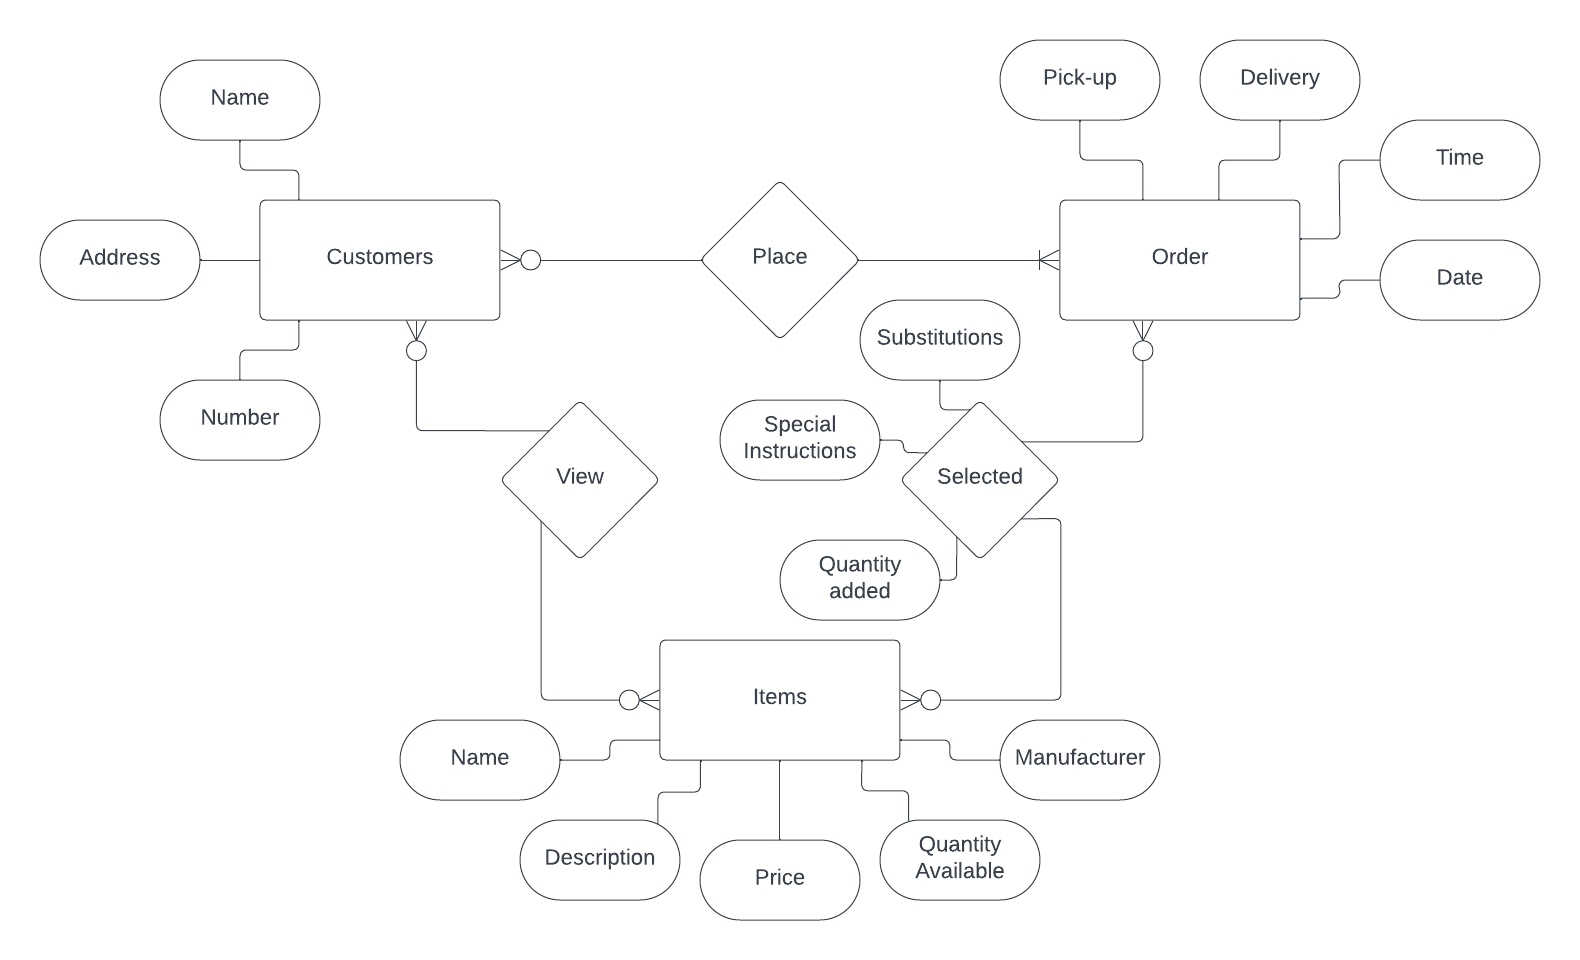 Pick-up
Delivery
Name
Time
Address
Customers
Place
Order
Date
Substitutions
Number
Special
Instructions
View
Selected
Quantity
added
Items
Name
Manufacturer
Description
Price
Quantity
Available